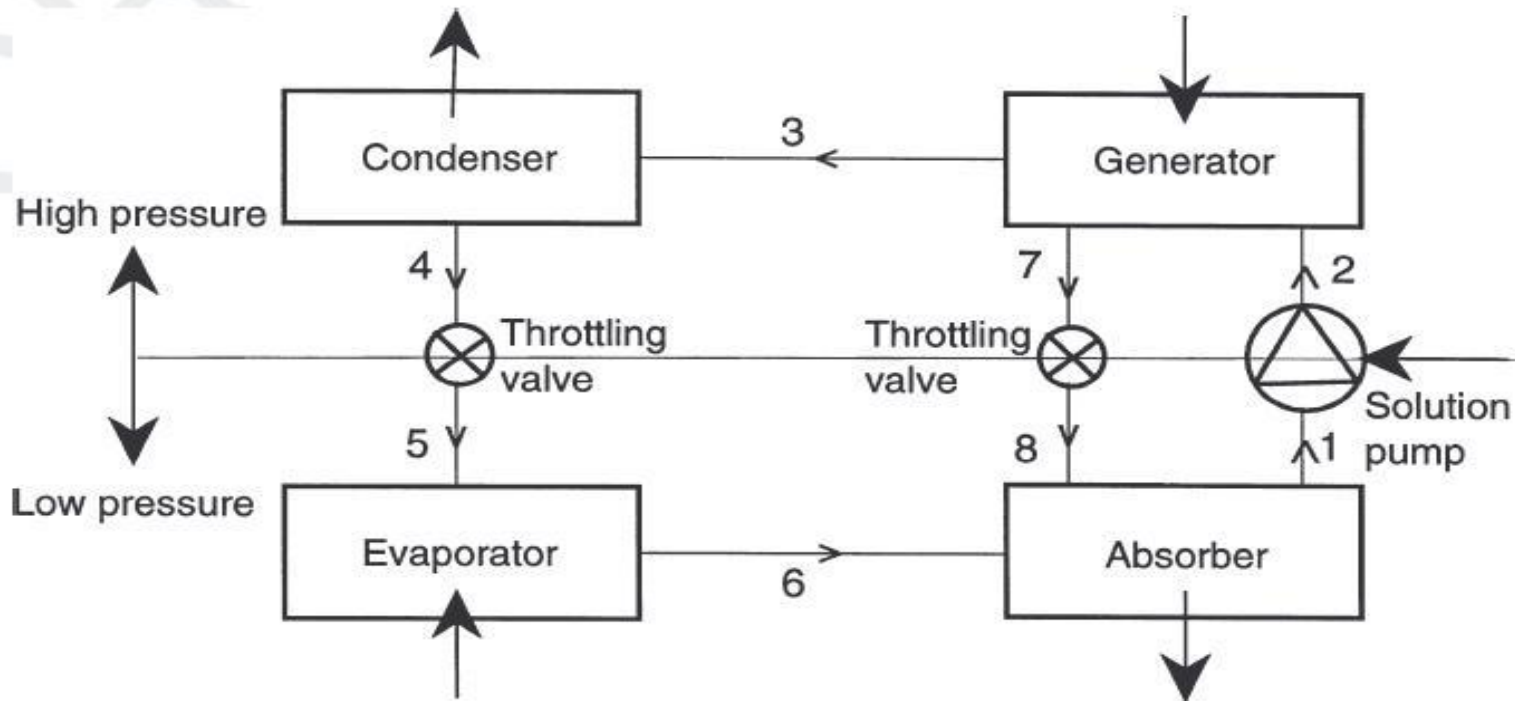 3
Condenser
Generator
High pressure
4
7
2
Throttling
valve
Throttling
valve
Solution
pump
5
8
1
Low pressure
Evaporator
6
Absorber